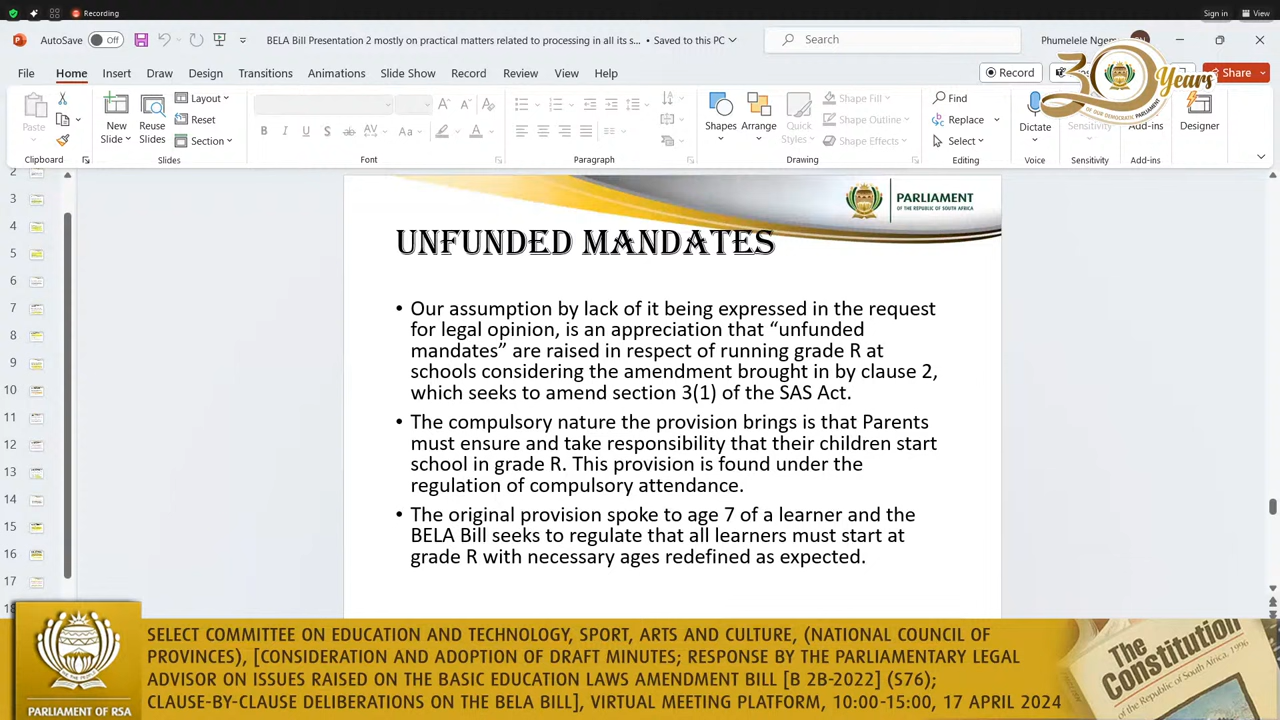 Recording
Sign in
View
AutoSave
Off
BELA Bill Presentation 2 mostly on practical matters related to processing in all its s... • Saved to this PC
Search
Phumelele Ngem
File
Home
Insert
Draw
Design
Transitions
Animations
Slide Show
Record
Review
View
Help
Record
Share
30 Years
OF OUR DEMOCRATIC PARLIAMENT
Paste
New
Slide
Reuse
Slides
Layout
Reset
Section
Shapes
Arrange
Quick
Styles
Shape Fill
Shape Outline
Shape Effects
Find
Replace
Select
Dictate
Sensitivity
Add-ins
Designer
Clipboard
Slides
Font
Paragraph
Drawing
Editing
Voice
Sensitivity
Add-ins
2
3
4
5
6
7
8
9
10
11
12
13
14
15
16
17
18
PARLIAMENT
OF THE REPUBLIC OF SOUTH AFRICA
UNFUNDED MANDATES
• Our assumption by lack of it being expressed in the request
for legal opinion, is an appreciation that “unfunded
mandates” are raised in respect of running grade R at
schools considering the amendment brought in by clause 2,
which seeks to amend section 3(1) of the SAS Act.
• The compulsory nature the provision brings is that Parents
must ensure and take responsibility that their children start
school in grade R. This provision is found under the
regulation of compulsory attendance.
• The original provision spoke to age 7 of a learner and the
BELA Bill seeks to regulate that all learners must start at
grade R with necessary ages redefined as expected.
PARLIAMENT OF RSA
SELECT COMMITTEE ON EDUCATION AND TECHNOLOGY, SPORT, ARTS AND CULTURE, (NATIONAL COUNCIL OF
PROVINCES), [CONSIDERATION AND ADOPTION OF DRAFT MINUTES; RESPONSE BY THE PARLIAMENTARY LEGAL
ADVISOR ON ISSUES RAISED ON THE BASIC EDUCATION LAWS AMENDMENT BILL [B 2B-2022] (S76);
CLAUSE-BY-CLAUSE DELIBERATIONS ON THE BELA BILL], VIRTUAL MEETING PLATFORM, 10:00-15:00, 17 APRIL 2024
The
Constitution
of the Republic of South Africa, 1996